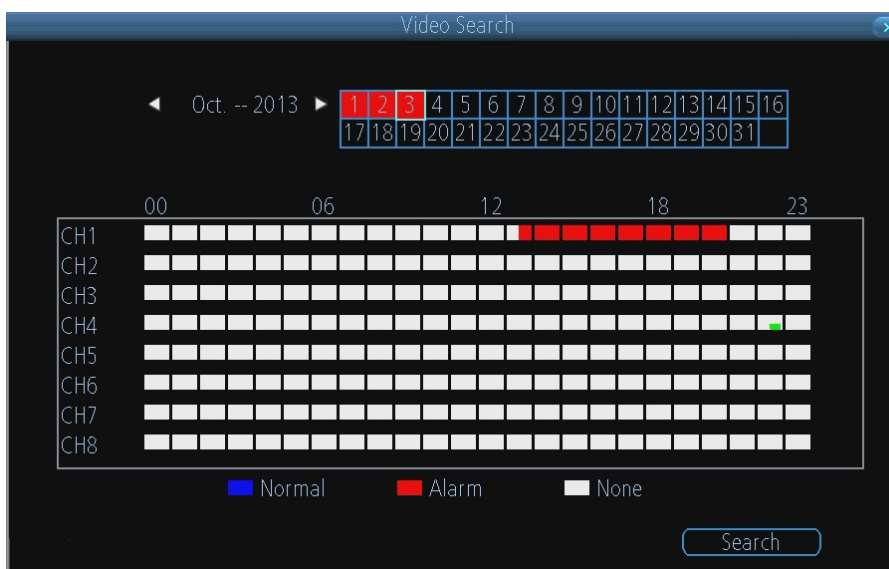 Video Search
Oct. -- 2013 1 2 3 4 5 6 7 8 9 10 11 12 13 14 15 16
17 18 19 20 21 22 23 24 25 26 27 28 29 30 31
00 06 12 18 23
CH1
CH2
CH3
CH4
CH5
CH6
CH7
CH8
Normal Alarm None
Search